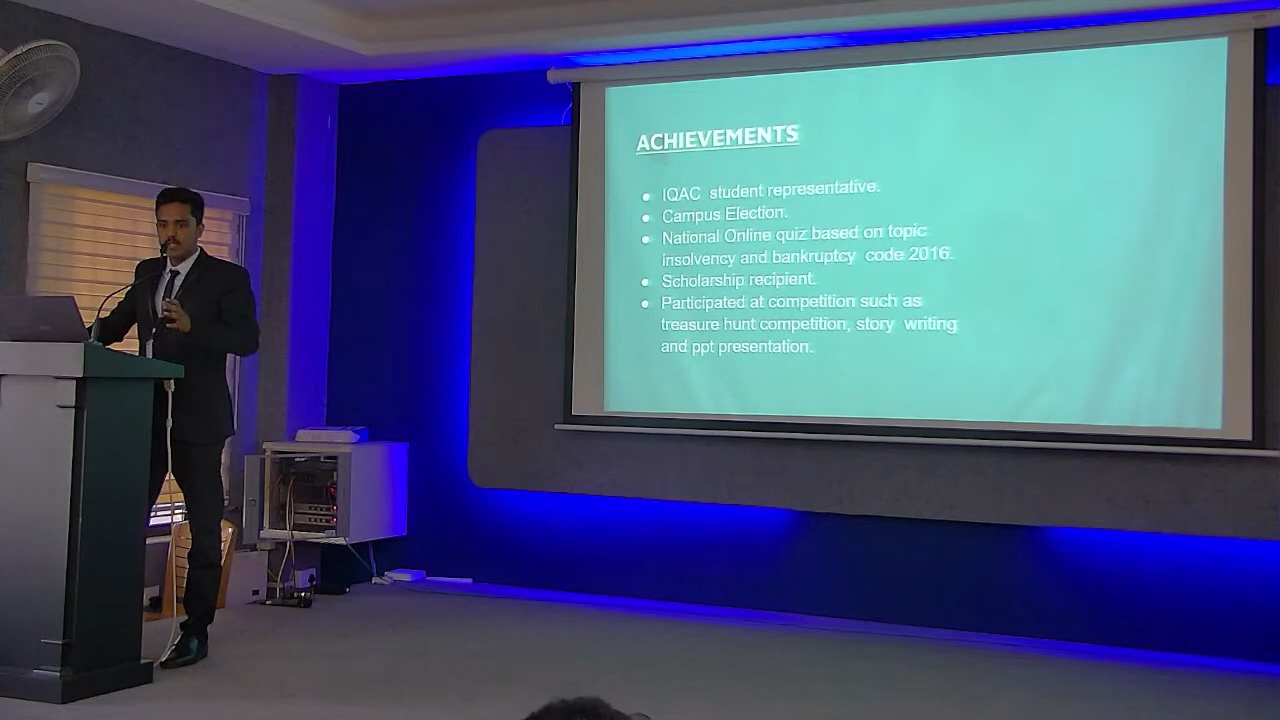 ACHIEVEMENTS
● IQAC student representative.
● Campus Election.
● National Online quiz based on topic
insolvency and bankruptcy code 2016.
● Scholarship recipient.
● Participated at competition such as
treasure hunt competition, story writing
and ppt presentation.